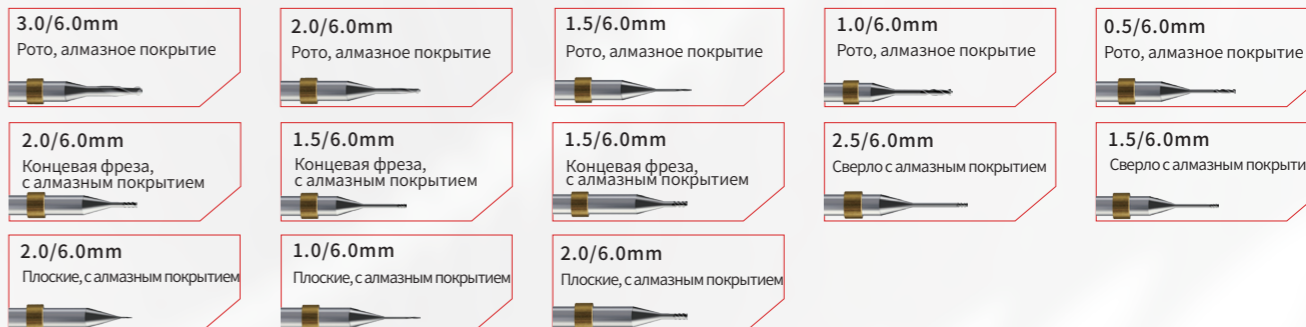 3.0/6.0mm
Рото, алмазное покрытие
2.0/6.0mm
Рото, алмазное покрытие
1.5/6.0mm
Рото, алмазное покрытие
1.0/6.0mm
Рото, алмазное покрытие
0.5/6.0mm
Рото, алмазное покрытие
2.0/6.0mm
Концевая фреза,
с алмазным покрытием
1.5/6.0mm
Концевая фреза,
с алмазным покрытием
1.5/6.0mm
Концевая фреза,
с алмазным покрытием
2.5/6.0mm
Сверло с алмазным покрытием
1.5/6.0mm
Сверло с алмазным покрыти
2.0/6.0mm
Плоские, с алмазным покрытием
1.0/6.0mm
Плоские, с алмазным покрытием
2.0/6.0mm
Плоские, с алмазным покрытием